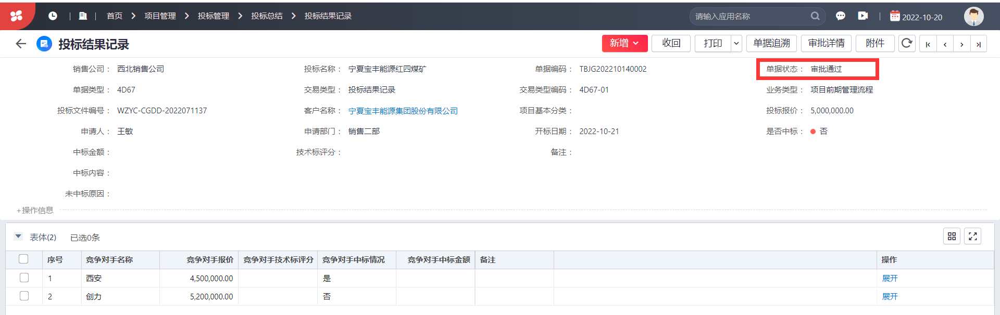 首页 > 项目管理 > 投标管理 > 投标总结 > 投标结果记录 请输入应用名称 2022-10-20
投标结果记录 新增 收回 打印 单据追溯 审批详情 附件
销售公司： 西北销售公司 投标名称： 宁夏宝丰能源红四煤矿 单据编码： TBJG202210140002 单据状态： 审批通过
单据类型： 4D67 交易类型： 投标结果记录 交易类型编码： 4D67-01 业务类型： 项目前期管理流程
投标文件编号： WZYC-CGDD-2022071137 客户名称： 宁夏宝丰能源集团股份有限公司 项目基本分类： 投标报价： 5,000,000.00
申请人： 王敏 申请部门： 销售二部 开标日期： 2022-10-21 是否中标： 否
中标金额： 技术标评分： 备注：
中标内容：
未中标原因：
+操作信息
表体(2) 已选0条
序号 竞争对手名称 竞争对手报价 竞争对手技术标评分 竞争对手中标情况 竞争对手中标金额 备注 操作
1 西安 4,500,000.00 是 展开
2 创力 5,200,000.00 否 展开